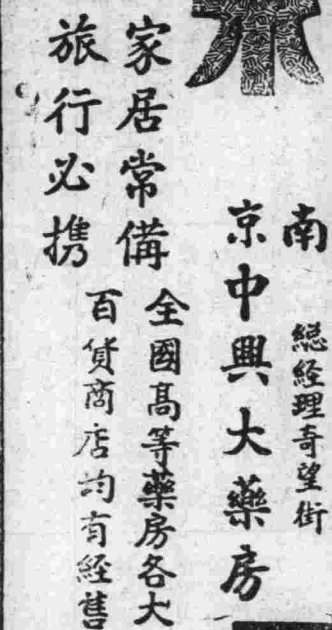 南
總經理奇望街
京中興大藥房
家居常備
旅行必携
全國高等藥房各大
百貨商店均有經售